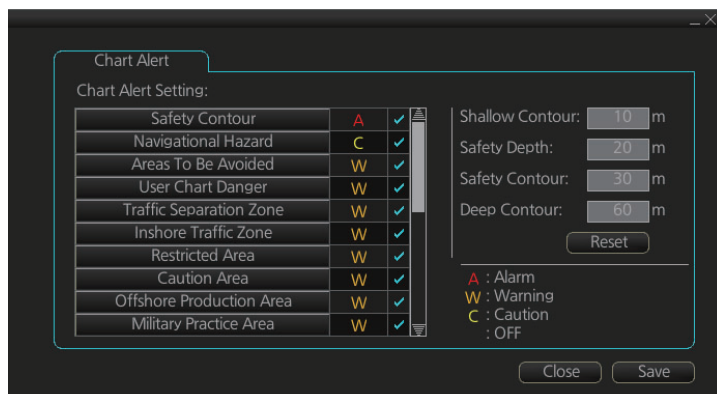 Chart Alert
Chart Alert Setting:
Safety Contour A
Navigational Hazard C
Areas To Be Avoided W
User Chart Danger W
Traffic Separation Zone W
Inshore Traffic Zone W
Restricted Area W
Caution Area W
Offshore Production Area W
Military Practice Area W
Shallow Contour: 10 m
Safety Depth: 20 m
Safety Contour: 30 m
Deep Contour: 60 m
Reset
A : Alarm
W : Warning
C : Caution
: OFF
Close Save